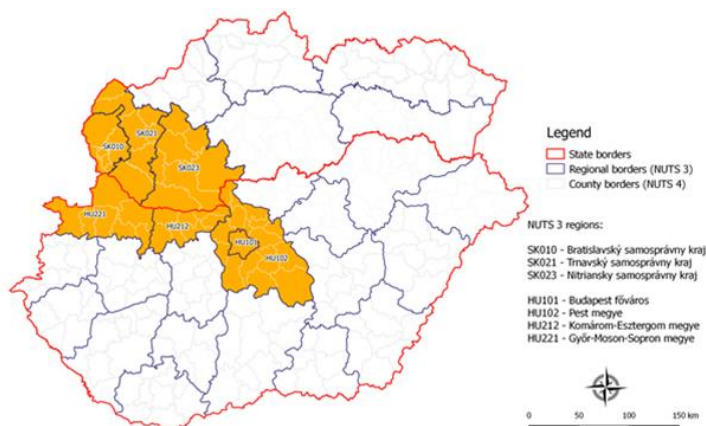 SK010
SK021
SK023
HU221
HU212
HU101
HU102
Legend
State borders
Regional borders (NUTS 3)
County borders (NUTS 4)
NUTS 3 regions:
SK010 - Bratislavský samosprávny kraj
SK021 - Trnavský samosprávny kraj
SK023 - Nitriansky samosprávny kraj
HU101 - Budapest főváros
HU102 - Pest megye
HU212 - Komárom-Esztergom megye
HU221 - Győr-Moson-Sopron megye
0 50 100 150 km